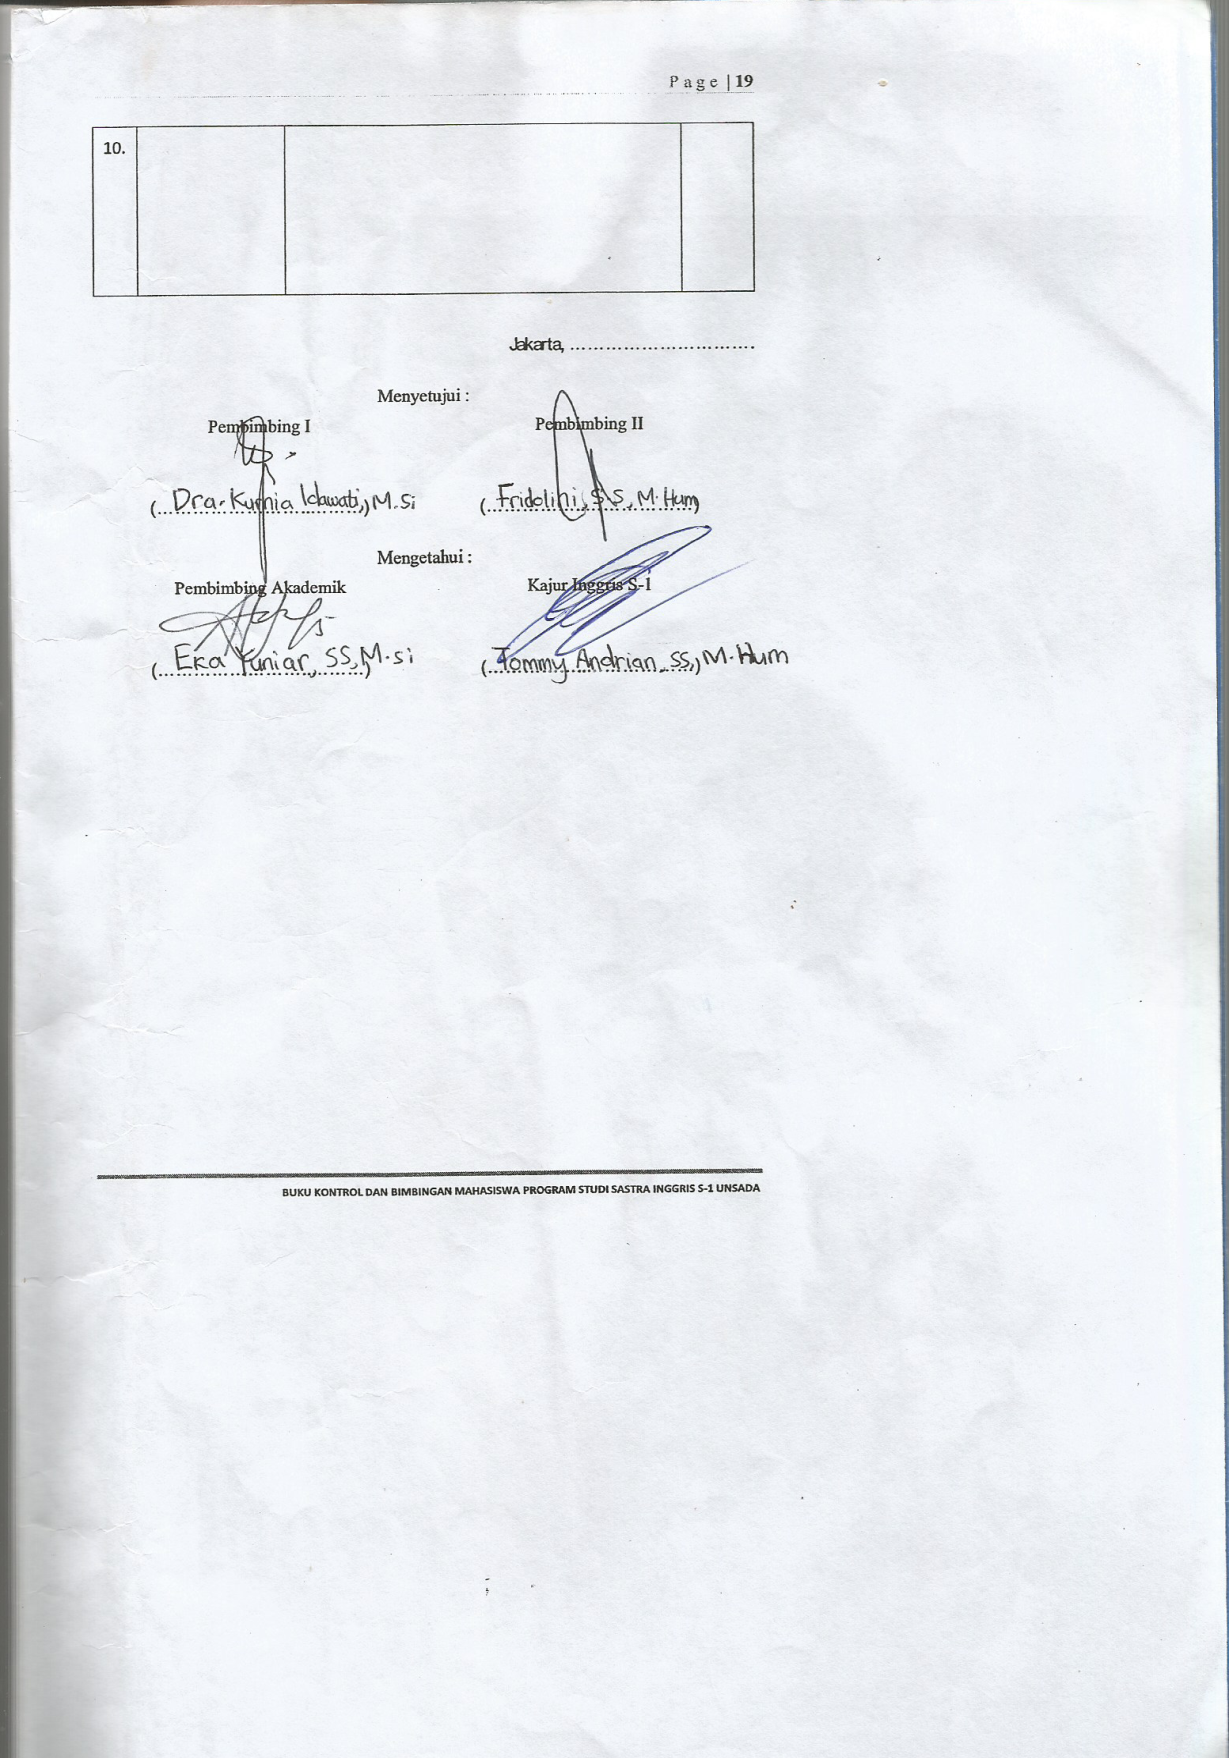 Page | 19
10.
Jakarta, ...............................
Menyetujui :
Pembimbing I Pembimbing II
(Dra. Kurnia Idawati,) M.Si (Fridolini, SS, M.Hum)
Mengetahui :
Pembimbing Akademik Kajur Inggris S-1
(Eka Yuniar, SS, M.Si) (Tommy Andrian, SS,) M.Hum
BUKU KONTROL DAN BIMBINGAN MAHASISWA PROGRAM STUDI SASTRA INGGRIS S-1 UNSADA